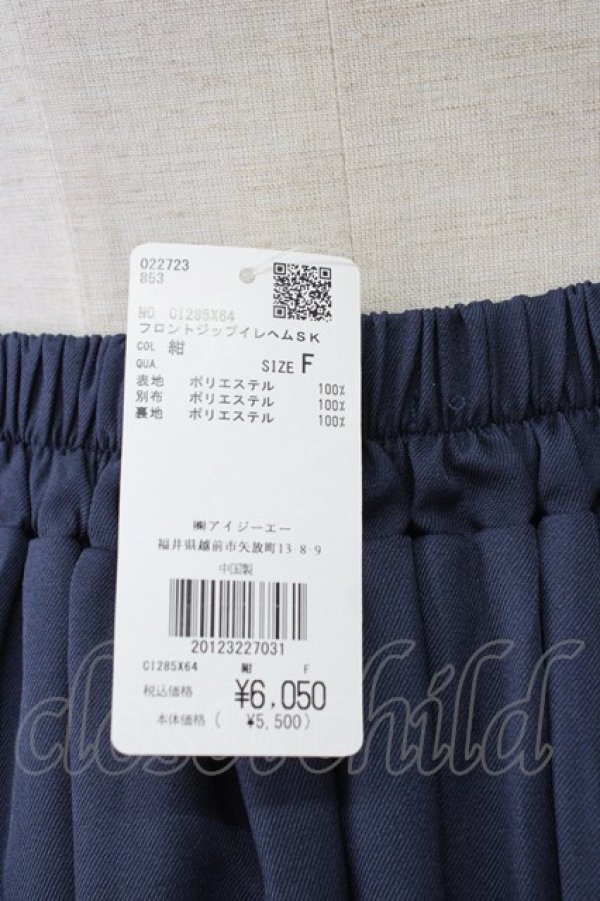 022723
853
NO C1285X64
フロントジップイレヘムSK
COL 紺
QUA.
SIZE F
表地 ポリエステル 100%
別布 ポリエステル 100%
裏地 ポリエステル 100%
㈱アイジーエー
福井県越前市矢放町13-8-9
中国製
20123227031
C1285X64 紺 F
税込価格 ¥6,050
本体価格 ( ¥5,500)
closet child